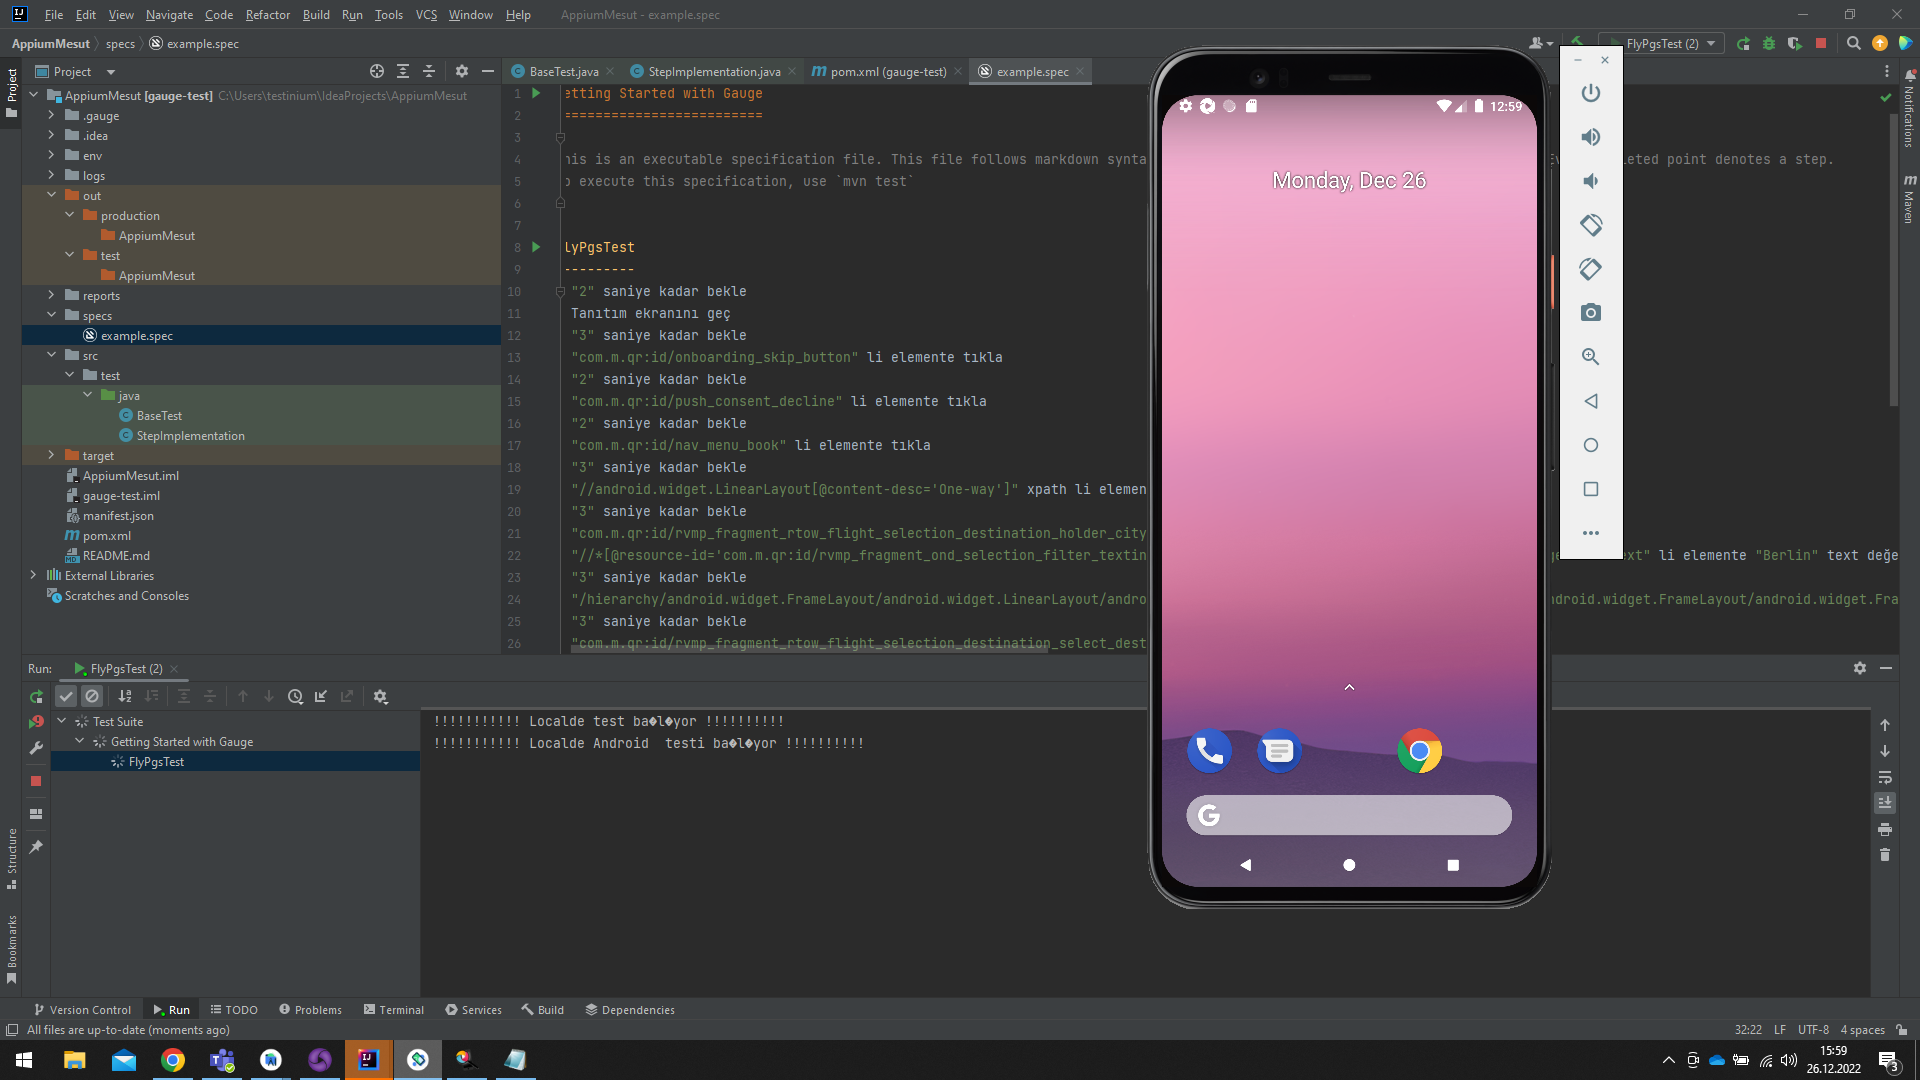 File Edit View Navigate Code Refactor Build Run Tools VCS Window Help AppiumMesut - example.spec
AppiumMesut specs example.spec
FlyPgsTest (2)
Project
BaseTest.java StepImplementation.java pom.xml (gauge-test) example.spec
Project
AppiumMesut [gauge-test] C:\Users\testinium\IdeaProjects\AppiumMesut
.gauge
.idea
env
logs
out
production
AppiumMesut
test
AppiumMesut
reports
specs
example.spec
src
test
java
BaseTest
StepImplementation
target
AppiumMesut.iml
gauge-test.iml
manifest.json
pom.xml
README.md
External Libraries
Scratches and Consoles
1 etting Started with Gauge
2 =========================
3
4 his is an executable specification file. This file follows markdown synta eted point denotes a step.
5 o execute this specification, use `mvn test`
6
7
8 lyPgsTest
9 ---------
10 "2" saniye kadar bekle
11 Tanıtım ekranını geç
12 "3" saniye kadar bekle
13 "com.m.qr:id/onboarding_skip_button" li elemente tıkla
14 "2" saniye kadar bekle
15 "com.m.qr:id/push_consent_decline" li elemente tıkla
16 "2" saniye kadar bekle
17 "com.m.qr:id/nav_menu_book" li elemente tıkla
18 "3" saniye kadar bekle
19 "//android.widget.LinearLayout[@content-desc='One-way']" xpath li elemen
20 "3" saniye kadar bekle
21 "com.m.qr:id/rvmp_fragment_rtow_flight_selection_destination_holder_city
22 "//*[@resource-id='com.m.qr:id/rvmp_fragment_ond_selection_filter_textin ext" li elemente "Berlin" text değe
23 "3" saniye kadar bekle
24 "/hierarchy/android.widget.FrameLayout/android.widget.LinearLayout/andro droid.widget.FrameLayout/android.widget.Fra
25 "3" saniye kadar bekle
26 "com.m.qr:id/rvmp_fragment_rtow_flight_selection_destination_select_dest
12:59
Monday, Dec 26
Notifications
Maven
Run: FlyPgsTest (2)
Test Suite
Getting Started with Gauge
FlyPgsTest
!!!!!!!!!!! Localde test ba�l�yor !!!!!!!!!!
!!!!!!!!!!! Localde Android  testi ba�l�yor !!!!!!!!!!
Structure
Bookmarks
Version Control Run TODO Problems Terminal Services Build Dependencies
All files are up-to-date (moments ago)
32:22 LF UTF-8 4 spaces
15:59
26.12.2022
3